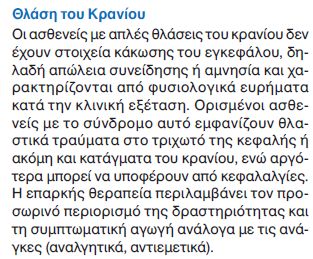 Θλάση του Κρανίου
Οι ασθενείς με απλές θλάσεις του κρανίου δεν
έχουν στοιχεία κάκωσης του εγκεφάλου, δη-
λαδή απώλεια συνείδησης ή αμνησία και χα-
ρακτηρίζονται από φυσιολογικά ευρήματα
κατά την κλινική εξέταση. Ορισμένοι ασθε-
νείς με το σύνδρομο αυτό εμφανίζουν θλα-
στικά τραύματα στο τριχωτό της κεφαλής ή
ακόμη και κατάγματα του κρανίου, ενώ αργό-
τερα μπορεί να υποφέρουν από κεφαλαλγίες.
Η επαρκής θεραπεία περιλαμβάνει τον προ-
σωρινό περιορισμό της δραστηριότητας και
τη συμπτωματική αγωγή ανάλογα με τις ανά-
γκες (αναλγητικά, αντιεμετικά).